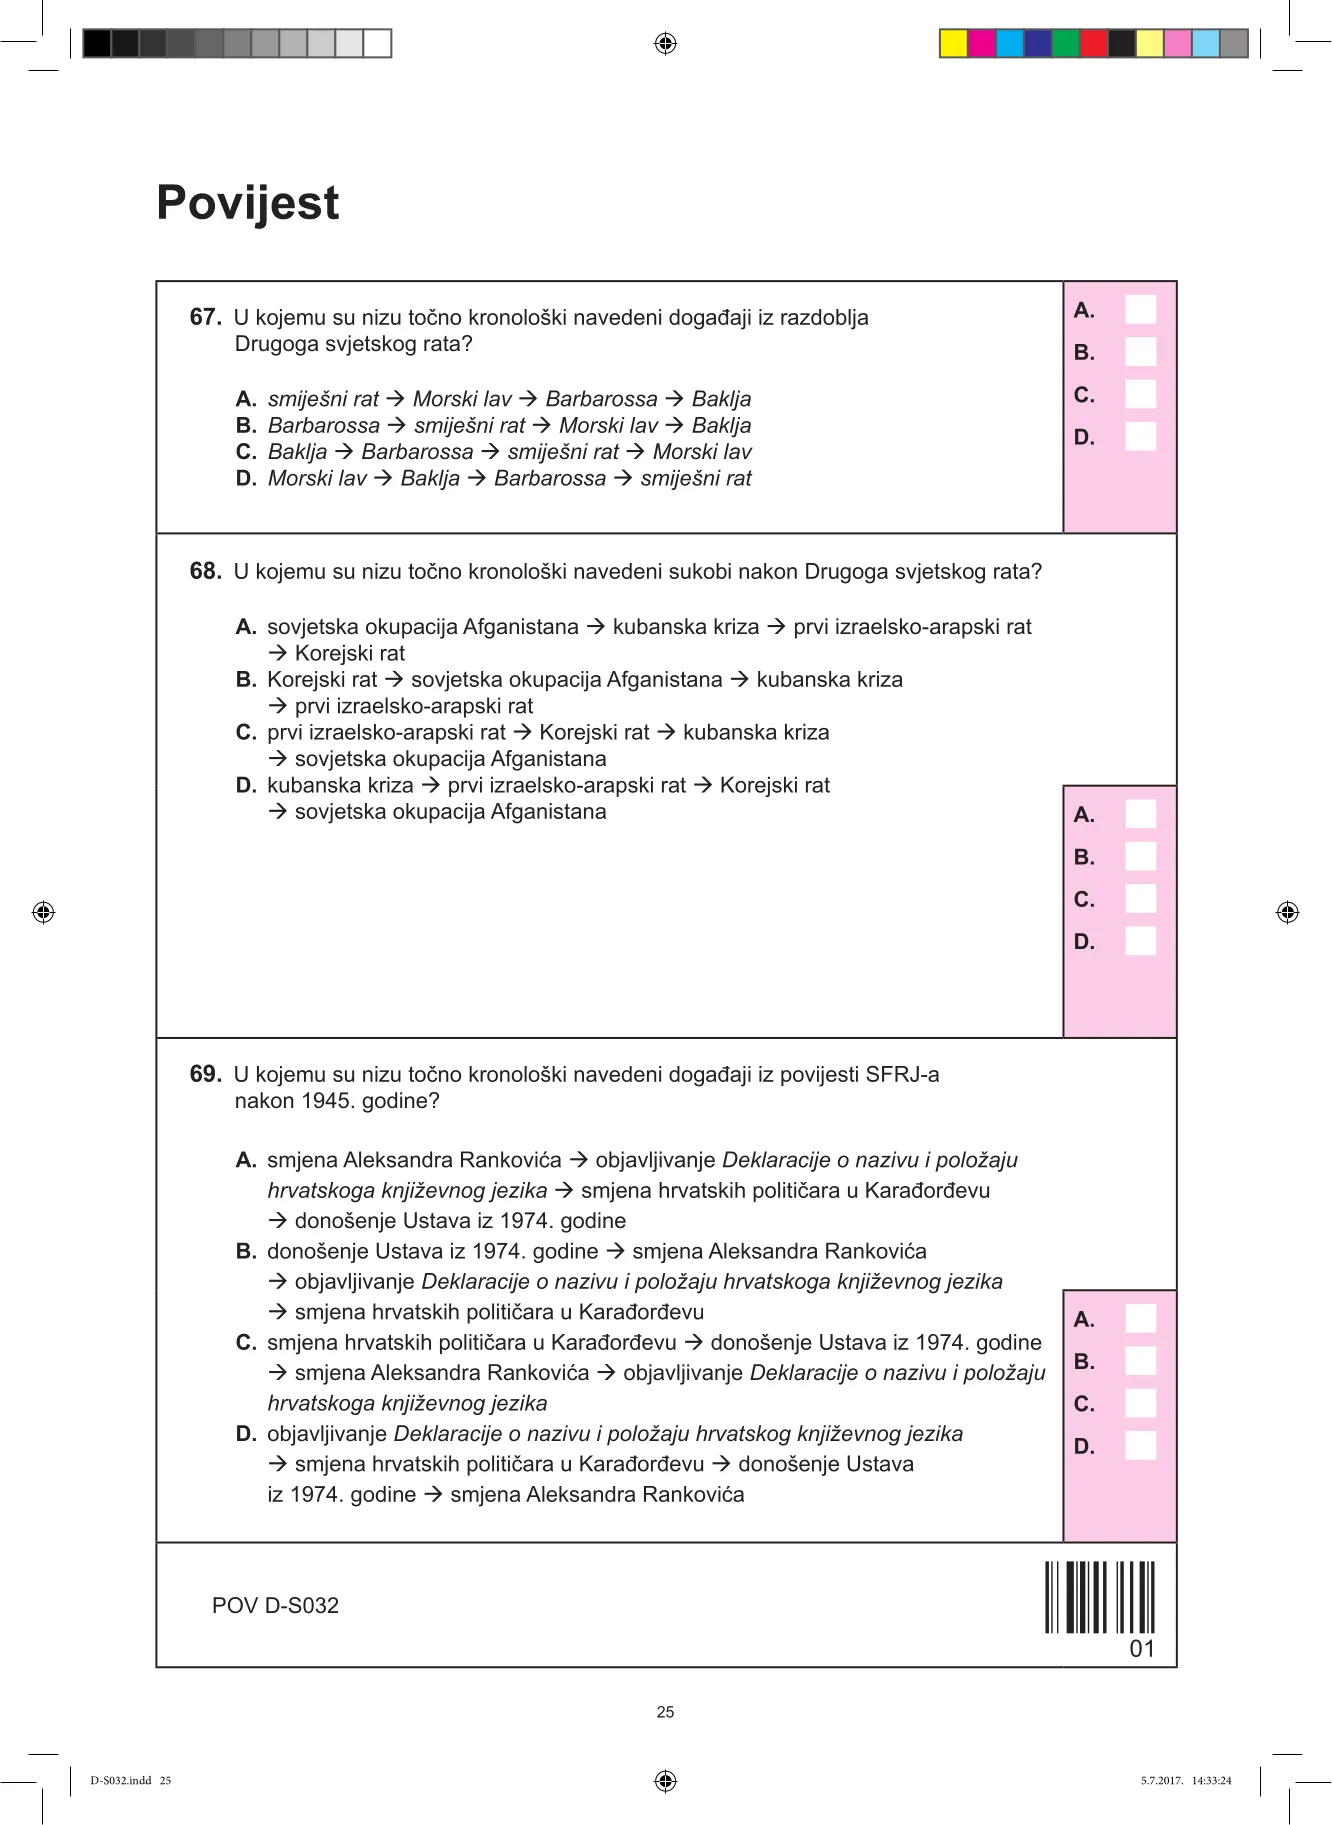 Povijest
67. U kojemu su nizu točno kronološki navedeni događaji iz razdoblja
Drugoga svjetskog rata?
A. smiješni rat → Morski lav → Barbarossa → Baklja
B. Barbarossa → smiješni rat → Morski lav → Baklja
C. Baklja → Barbarossa → smiješni rat → Morski lav
D. Morski lav → Baklja → Barbarossa → smiješni rat
A.
B.
C.
D.
68. U kojemu su nizu točno kronološki navedeni sukobi nakon Drugoga svjetskog rata?
A. sovjetska okupacija Afganistana → kubanska kriza → prvi izraelsko-arapski rat
→ Korejski rat
B. Korejski rat → sovjetska okupacija Afganistana → kubanska kriza
→ prvi izraelsko-arapski rat
C. prvi izraelsko-arapski rat → Korejski rat → kubanska kriza
→ sovjetska okupacija Afganistana
D. kubanska kriza → prvi izraelsko-arapski rat → Korejski rat
→ sovjetska okupacija Afganistana
A.
B.
C.
D.
69. U kojemu su nizu točno kronološki navedeni događaji iz povijesti SFRJ-a
nakon 1945. godine?
A. smjena Aleksandra Rankovića → objavljivanje Deklaracije o nazivu i položaju
hrvatskoga književnog jezika → smjena hrvatskih političara u Karađorđevu
→ donošenje Ustava iz 1974. godine
B. donošenje Ustava iz 1974. godine → smjena Aleksandra Rankovića
→ objavljivanje Deklaracije o nazivu i položaju hrvatskoga književnog jezika
→ smjena hrvatskih političara u Karađorđevu
C. smjena hrvatskih političara u Karađorđevu → donošenje Ustava iz 1974. godine
→ smjena Aleksandra Rankovića → objavljivanje Deklaracije o nazivu i položaju
hrvatskoga književnog jezika
D. objavljivanje Deklaracije o nazivu i položaju hrvatskog književnog jezika
→ smjena hrvatskih političara u Karađorđevu → donošenje Ustava
iz 1974. godine → smjena Aleksandra Rankovića
A.
B.
C.
D.
POV D-S032
01
25
D-S032.indd 25
5.7.2017. 14:33:24